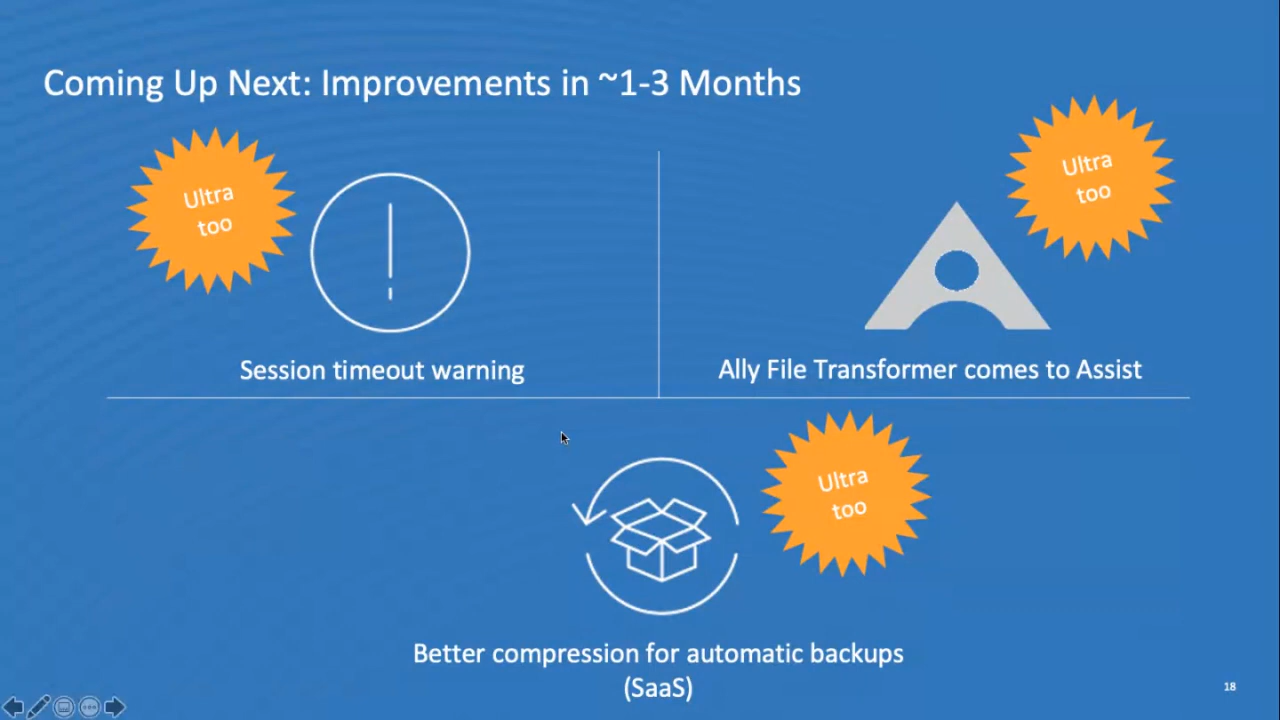 Coming Up Next: Improvements in ~1-3 Months
Ultra
too
Session timeout warning
Ultra
too
Ally File Transformer comes to Assist
Ultra
too
Better compression for automatic backups
(SaaS)
18